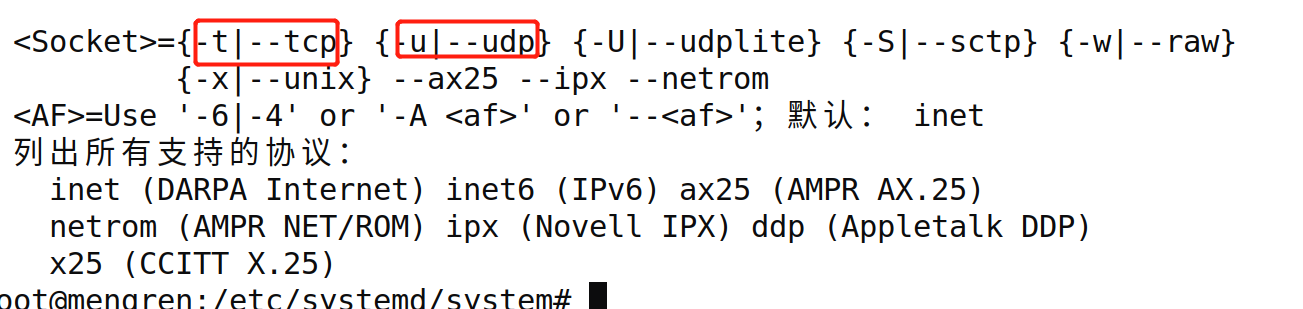 <Socket>={-t|--tcp} {-u|--udp} {-U|--udplite} {-S|--sctp} {-w|--raw}
{-x|--unix} --ax25 --ipx --netrom
<AF>=Use '-6|-4' or '-A <af>' or '--<af>'；默认： inet
列出所有支持的协议：
inet (DARPA Internet) inet6 (IPv6) ax25 (AMPR AX.25)
netrom (AMPR NET/ROM) ipx (Novell IPX) ddp (Appletalk DDP)
x25 (CCITT X.25)
oot@mengren:/etc/systemd/system#